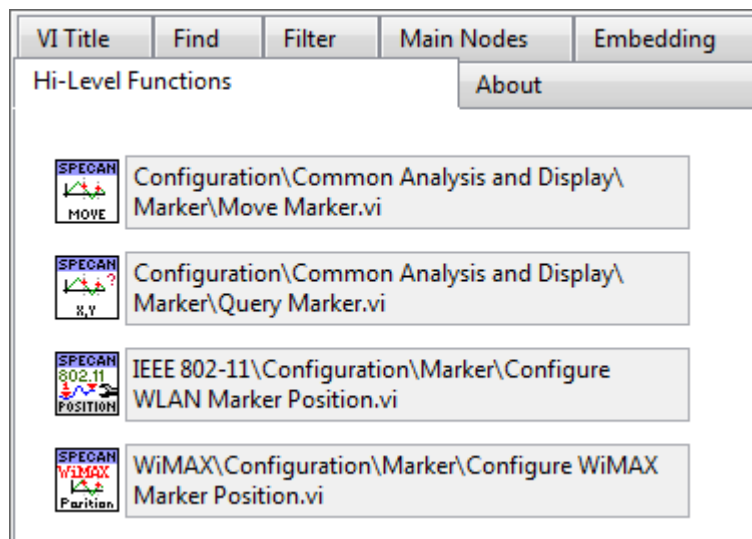 VI Title Find Filter Main Nodes Embedding
Hi-Level Functions About
SPECAN
MOVE
Configuration\Common Analysis and Display\
Marker\Move Marker.vi
SPECAN
?
X,Y
Configuration\Common Analysis and Display\
Marker\Query Marker.vi
SPECAN
802.11
POSITION
IEEE 802-11\Configuration\Marker\Configure
WLAN Marker Position.vi
SPECAN
WiMAX
Position
WiMAX\Configuration\Marker\Configure WiMAX
Marker Position.vi